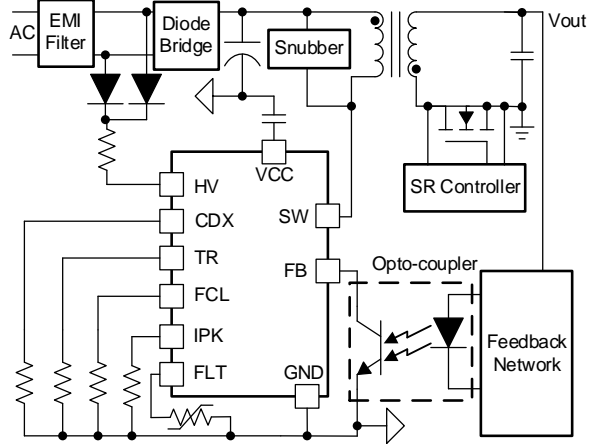 AC
EMI
Filter
Diode
Bridge
Snubber
Vout
VCC
HV
CDX
TR
FCL
IPK
FLT
SW
FB
GND
SR Controller
Opto-coupler
Feedback
Network